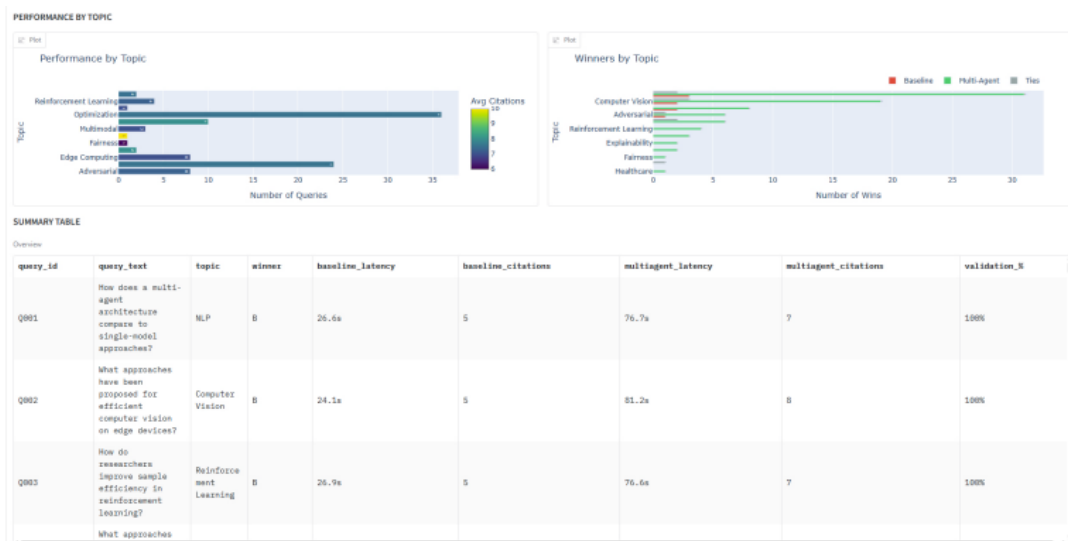 PERFORMANCE BY TOPIC
Plot
Performance by Topic
Reinforcement Learning
Optimization
Multimodal
Fairness
Edge Computing
Adversarial
Topic
0 5 10 15 20 25 30 35
Number of Queries
Avg Citations
10
9
8
7
6
Plot
Winners by Topic
Baseline Multi-Agent Ties
Computer Vision
Adversarial
Reinforcement Learning
Explainability
Fairness
Healthcare
Topic
0 5 10 15 20 25 30
Number of Wins
SUMMARY TABLE
Overview
query_id query_text topic winner baseline_latency baseline_citations multiagent_latency multiagent_citations validation_%
How does a multi-
agent
architecture
compare to
single-model
approaches?
Q001 NLP B 26.6s 5 76.7s 7 100%
What approaches
have been
proposed for
efficient
computer vision
on edge devices?
Q002 Computer
Vision
B 24.1s 5 81.2s 8 100%
How do
researchers
improve sample
efficiency in
reinforcement
learning?
Q003 Reinforce
ment
Learning
B 26.9s 5 76.6s 7 100%
What approaches